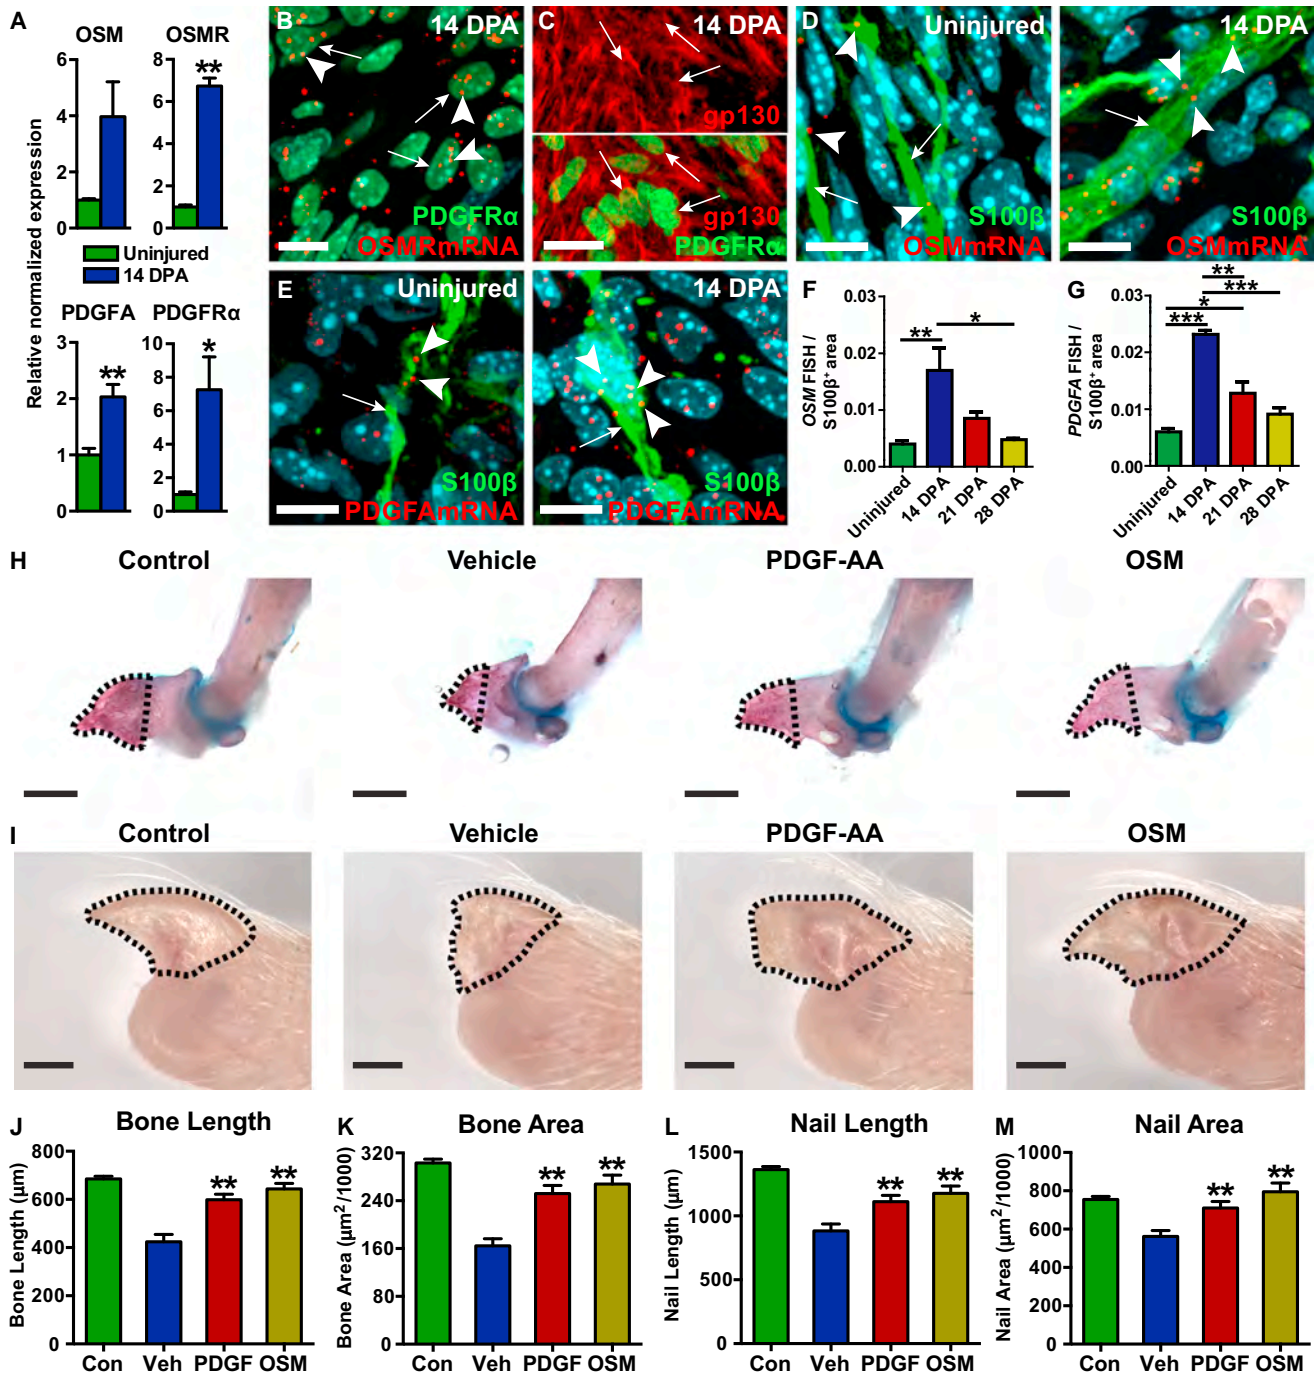 A
OSM
OSMR
Relative normalized expression
6
4
2
0
8
6
4
2
0
**
Uninjured
14 DPA
PDGFA
PDGFRα
3
2
1
0
**
10
8
6
4
2
0
*
B
14 DPA
PDGFRα
OSMRmRNA
C
gp130
gp130
PDGFRα
D
Uninjured
S100β
OSMmRNA
14 DPA
S100β
OSMmRNA
E
Uninjured
S100β
PDGFAmRNA
14 DPA
S100β
PDGFAmRNA
F
OSM FISH /
S100β⁺ area
0.03
0.02
0.01
0.00
**
*
Uninjured
14 DPA
21 DPA
28 DPA
G
PDGFA FISH /
S100β⁺ area
0.03
0.02
0.01
0.00
**
***
*
***
Uninjured
14 DPA
21 DPA
28 DPA
H
Control
Vehicle
PDGF-AA
OSM
I
Control
Vehicle
PDGF-AA
OSM
J
Bone Length
Bone Length (μm)
800
600
400
200
0
**
**
Con Veh PDGF OSM
K
Bone Area
Bone Area (μm²/1000)
320
240
160
80
0
**
**
Con Veh PDGF OSM
L
Nail Length
Nail Length (μm)
1500
1000
500
0
**
**
Con Veh PDGF OSM
M
Nail Area
Nail Area (μm²/1000)
1000
800
600
400
200
0
**
**
Con Veh PDGF OSM